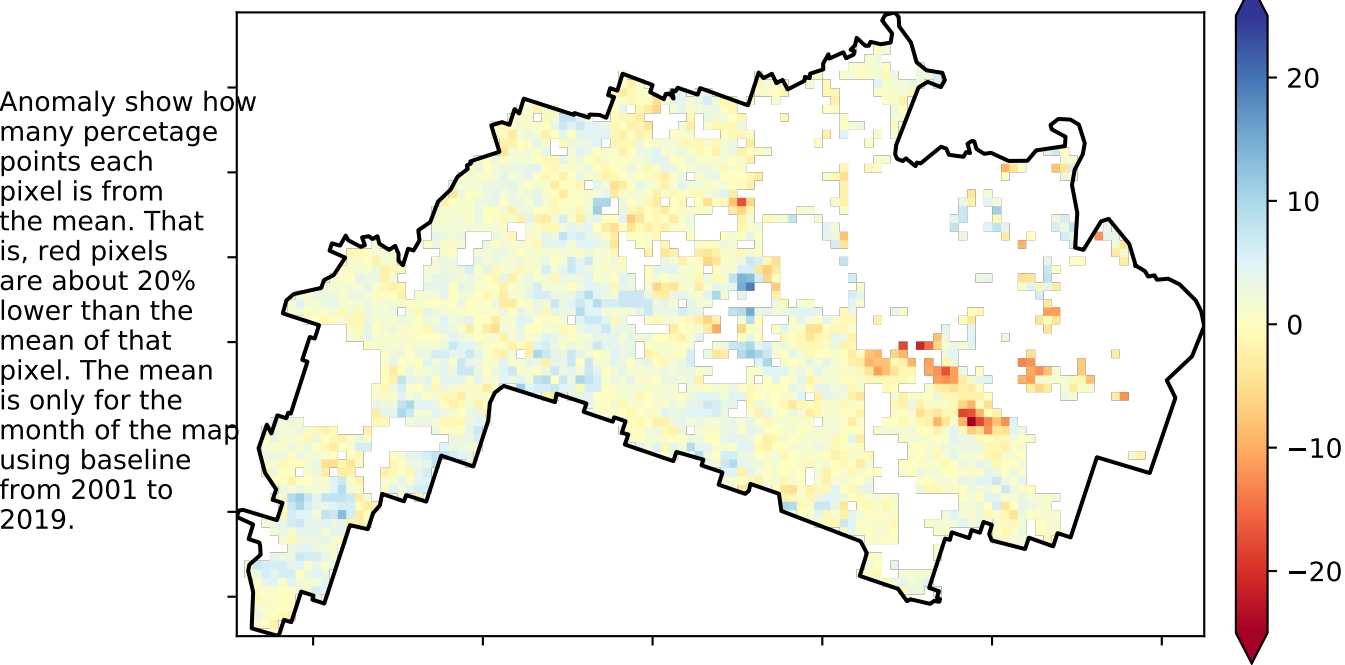 Anomaly show how
many percetage
points each
pixel is from
the mean. That
is, red pixels
are about 20%
lower than the
mean of that
pixel. The mean
is only for the
month of the map
using baseline
from 2001 to
2019.
20
10
0
−10
−20